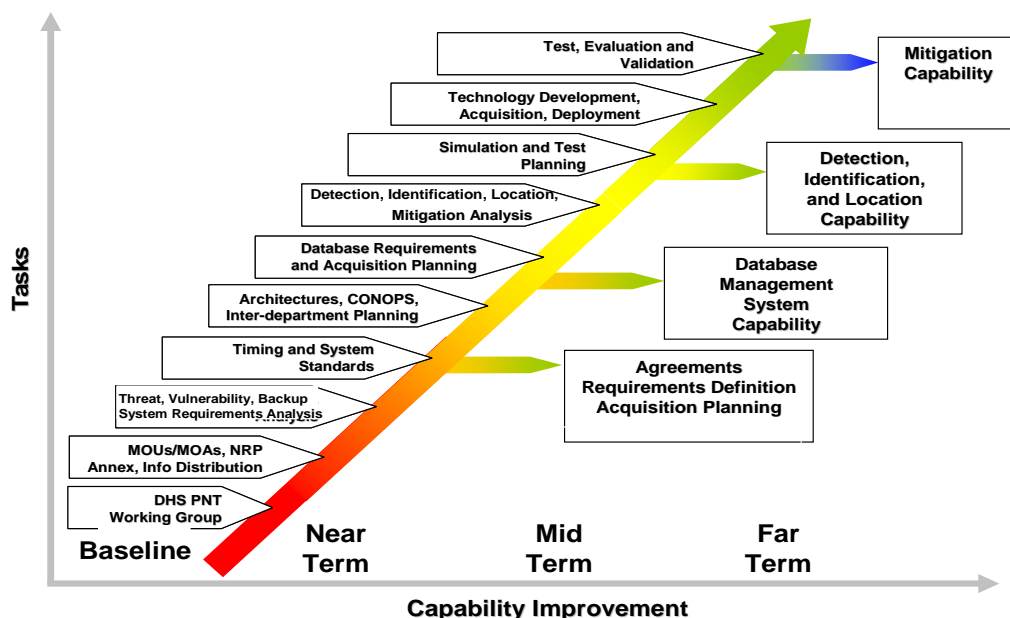 Test, Evaluation and
Validation
Mitigation
Capability
Technology Development,
Acquisition, Deployment
Simulation and Test
Planning
Detection,
Identification,
and Location
Capability
Detection, Identification, Location,
Mitigation Analysis
Database Requirements
and Acquisition Planning
Database
Management
System
Capability
Architectures, CONOPS,
Inter-department Planning
Timing and System
Standards
Agreements
Requirements Definition
Acquisition Planning
Threat, Vulnerability, Backup
System Requirements Analysis
MOUs/MOAs, NRP
Annex, Info Distribution
DHS PNT
Working Group
Tasks
Baseline
Near
Term
Mid
Term
Far
Term
Capability Improvement